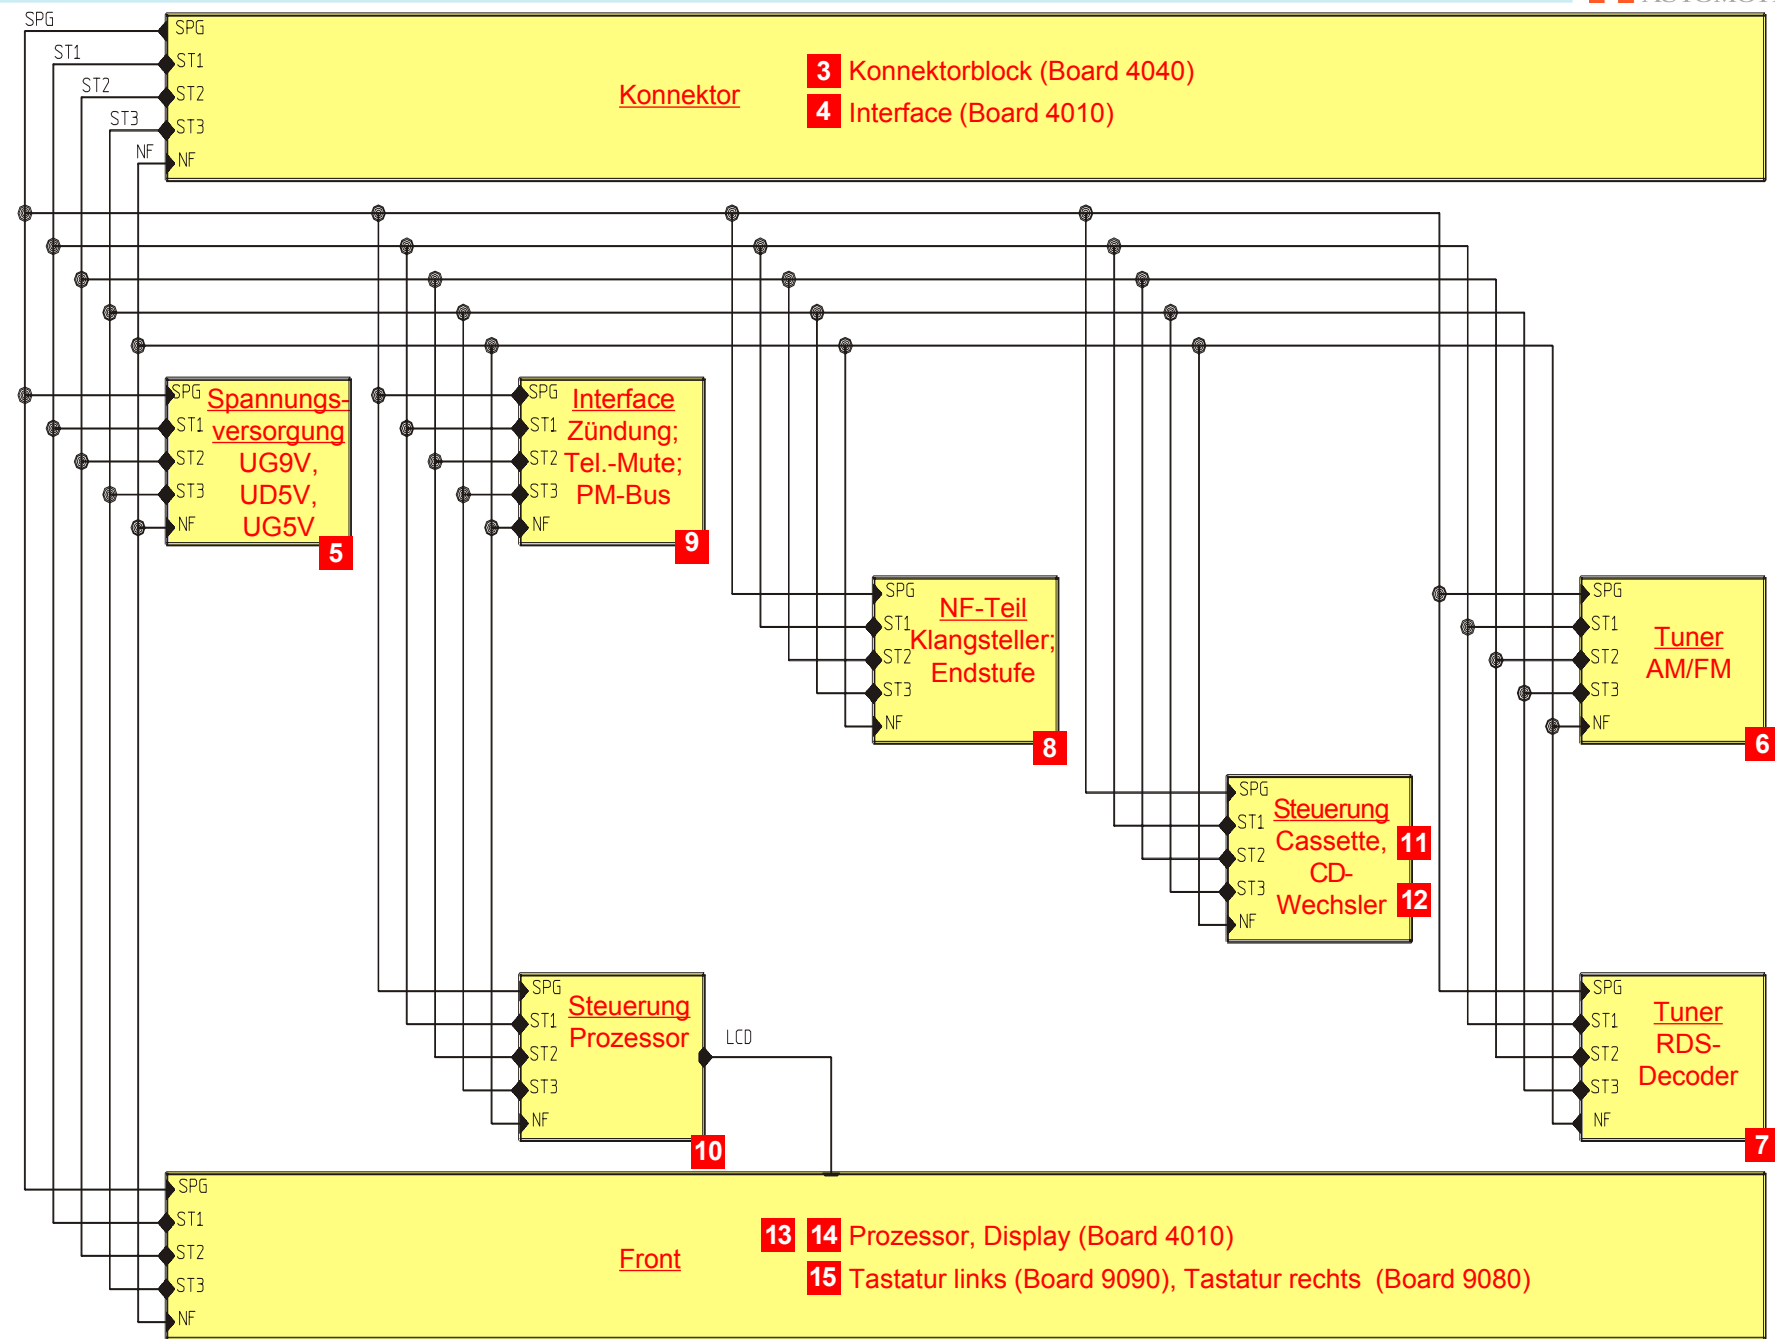 SPG
ST1
ST2
ST3
NF
SPG
ST1
ST2
ST3
NF
Konnektor
3 Konnektorblock (Board 4040)
4 Interface (Board 4010)
SPG
ST1
ST2
ST3
NF
Spannungs-
versorgung
UG9V,
UD5V,
UG5V
5
SPG
ST1
ST2
ST3
NF
Interface
Zündung;
Tel.-Mute;
PM-Bus
9
SPG
ST1
ST2
ST3
NF
NF-Teil
Klangsteller;
Endstufe
8
SPG
ST1
ST2
ST3
NF
Tuner
AM/FM
6
SPG
ST1
ST2
ST3
NF
Steuerung
Cassette, 11
CD-
Wechsler 12
SPG
ST1
ST2
ST3
NF
Steuerung
Prozessor
10
LCD
SPG
ST1
ST2
ST3
NF
Tuner
RDS-
Decoder
7
SPG
ST1
ST2
ST3
NF
Front
13 14 Prozessor, Display (Board 4010)
15 Tastatur links (Board 9090), Tastatur rechts (Board 9080)